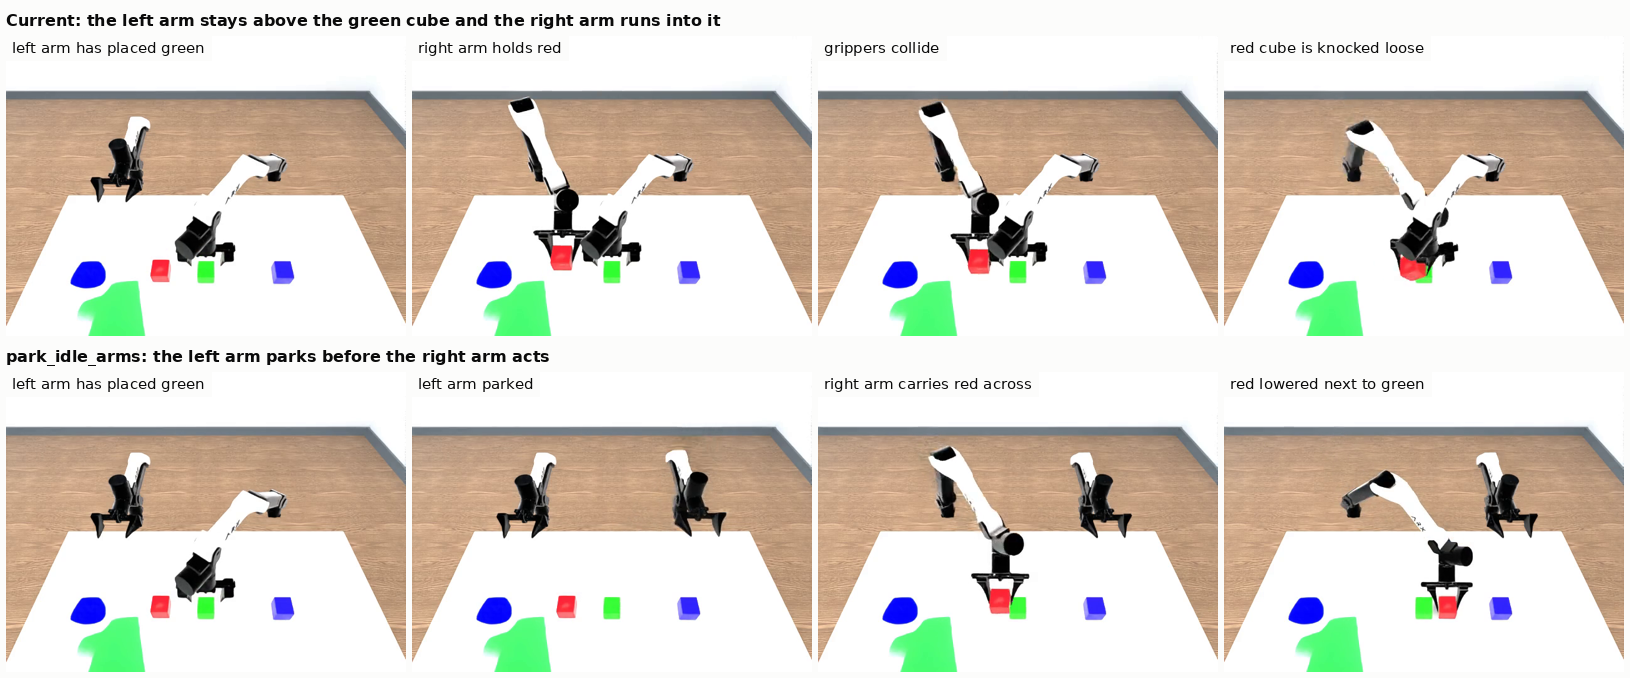 Current: the left arm stays above the green cube and the right arm runs into it
left arm has placed green
right arm holds red
grippers collide
red cube is knocked loose
park_idle_arms: the left arm parks before the right arm acts
left arm has placed green
left arm parked
right arm carries red across
red lowered next to green